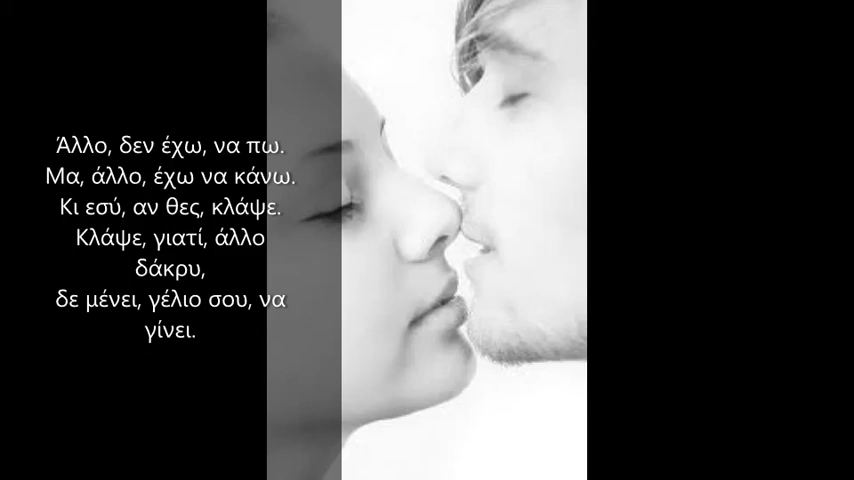 Άλλο, δεν έχω, να πω.
Μα, άλλο, έχω να κάνω.
Κι εσύ, αν θες, κλάψε.
Κλάψε, γιατί, άλλο
δάκρυ,
δε μένει, γέλιο σου, να
γίνει.